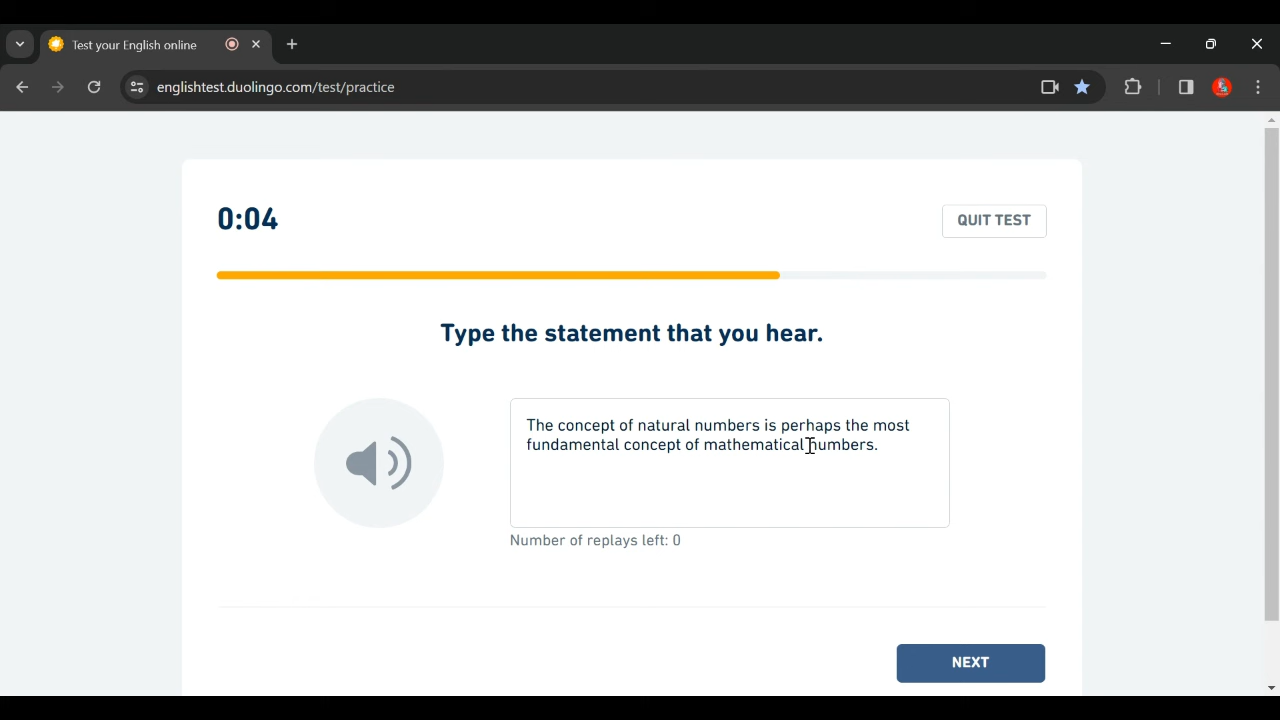 Test your English online
englishtest.duolingo.com/test/practice
0:04
QUIT TEST
Type the statement that you hear.
The concept of natural numbers is perhaps the most
fundamental concept of mathematical numbers.
Number of replays left: 0
NEXT